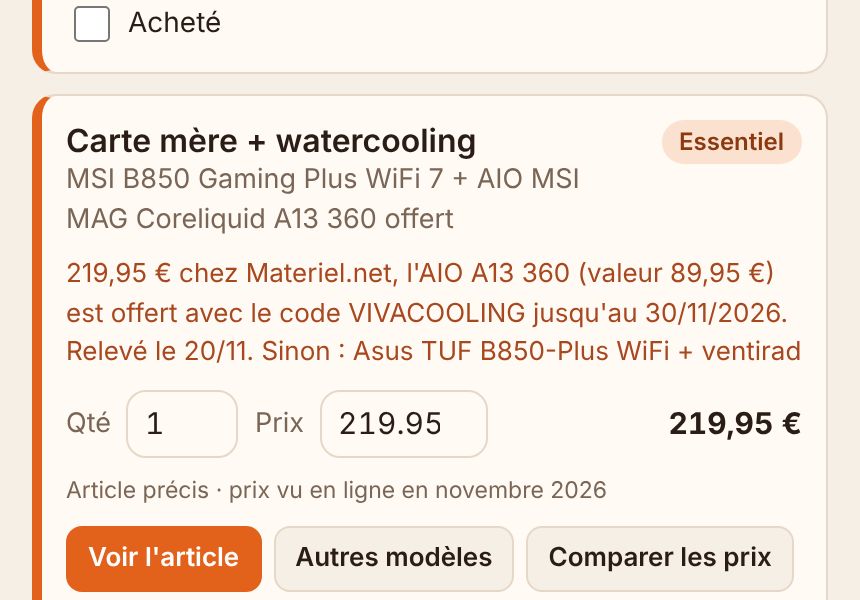 Acheté
Carte mère + watercooling
Essentiel
MSI B850 Gaming Plus WiFi 7 + AIO MSI
MAG Coreliquid A13 360 offert
219,95 € chez Materiel.net, l'AIO A13 360 (valeur 89,95 €)
est offert avec le code VIVACOOLING jusqu'au 30/11/2026.
Relevé le 20/11. Sinon : Asus TUF B850-Plus WiFi + ventirad
Qté 1 Prix 219.95 219,95 €
Article précis · prix vu en ligne en novembre 2026
Voir l'article Autres modèles Comparer les prix